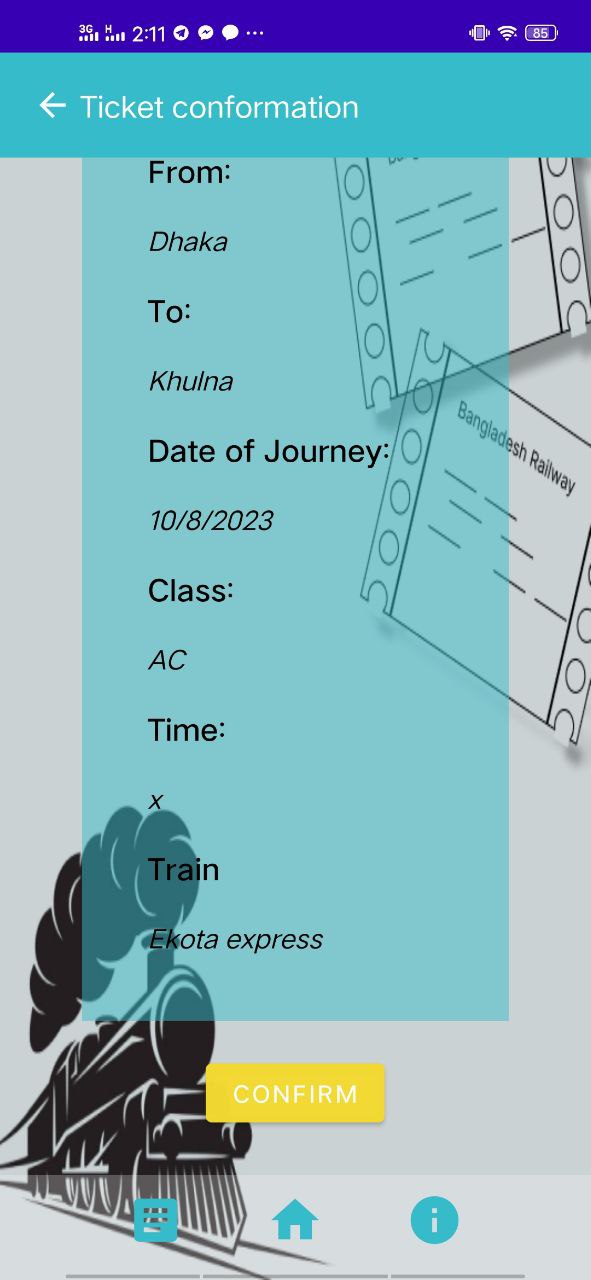 3G H 2:11 85
Ticket conformation
From:
Dhaka
To:
Khulna
Date of Journey:
10/8/2023
Class:
AC
Time:
x
Train
Ekota express
Bangladesh Railway
CONFIRM